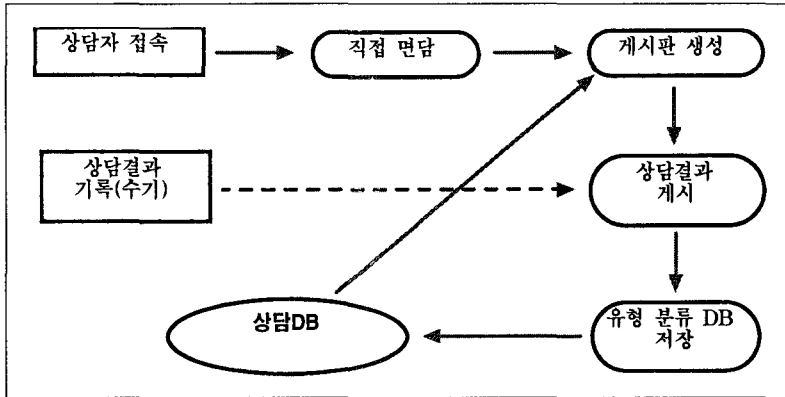 상담자 접속
직접 면담
게시판 생성
상담결과
기록(수기)
상담결과
게시
상담DB
유형 분류 DB
저장